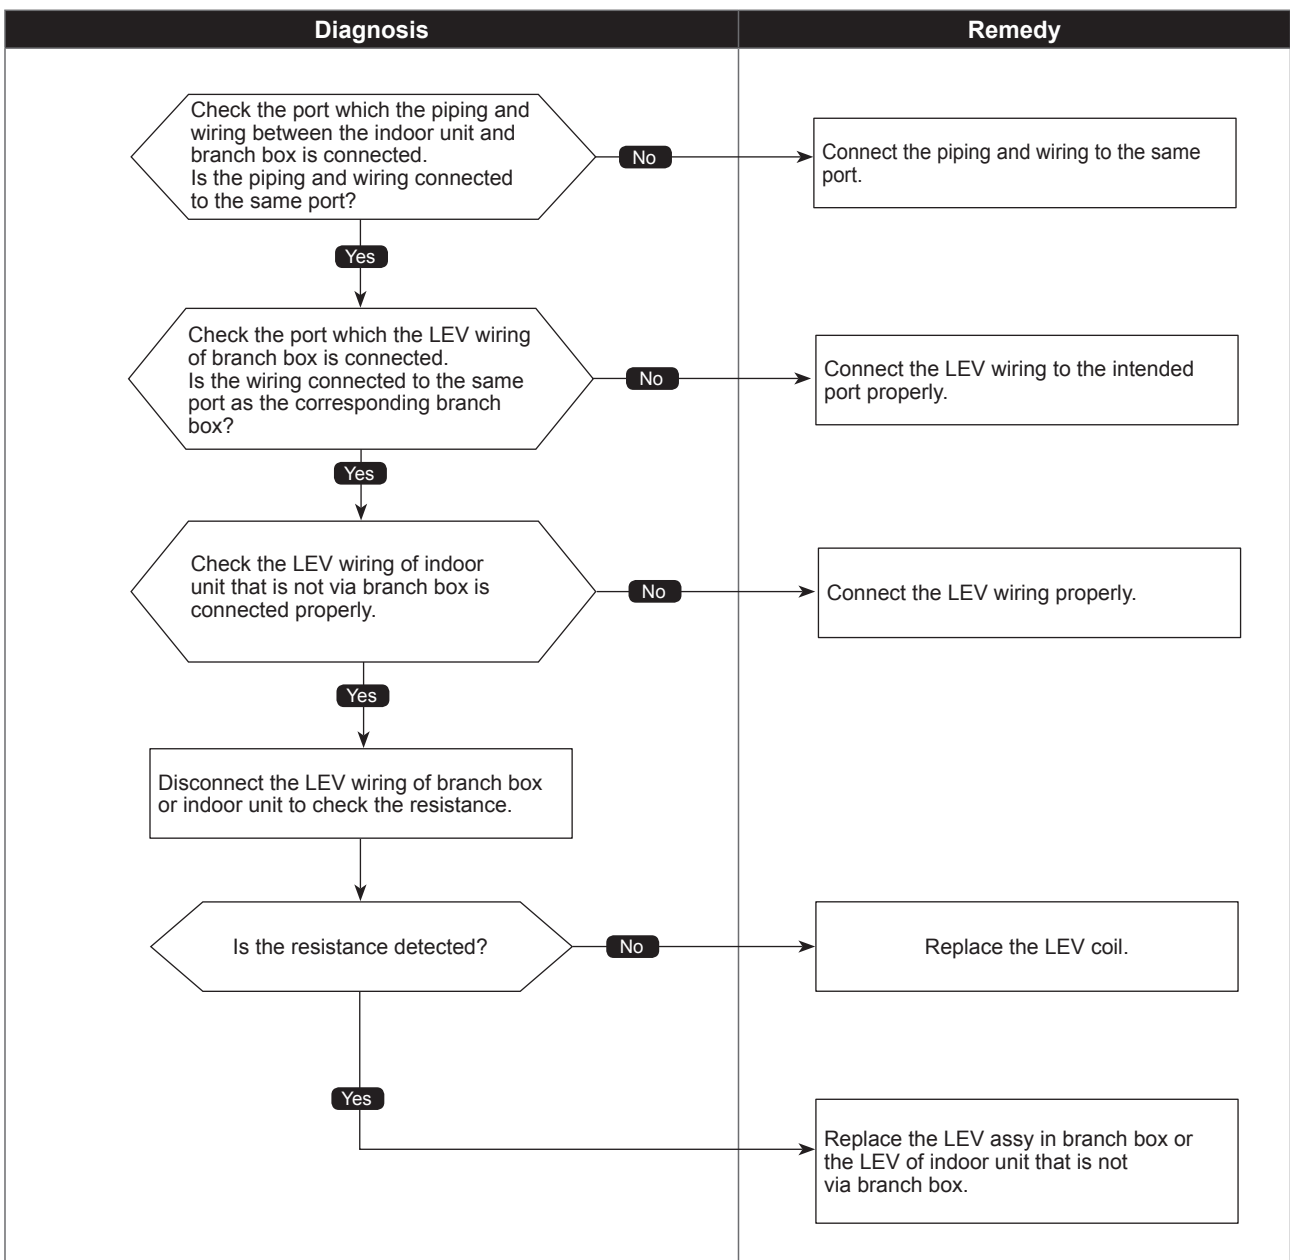 Diagnosis
Remedy
Check the port which the piping and
wiring between the indoor unit and
branch box is connected.
Is the piping and wiring connected
to the same port?
No
Connect the piping and wiring to the same
port.
Yes
Check the port which the LEV wiring
of branch box is connected.
Is the wiring connected to the same
port as the corresponding branch
box?
No
Connect the LEV wiring to the intended
port properly.
Yes
Check the LEV wiring of indoor
unit that is not via branch box is
connected properly.
No
Connect the LEV wiring properly.
Yes
Disconnect the LEV wiring of branch box
or indoor unit to check the resistance.
Is the resistance detected?
No
Replace the LEV coil.
Yes
Replace the LEV assy in branch box or
the LEV of indoor unit that is not
via branch box.